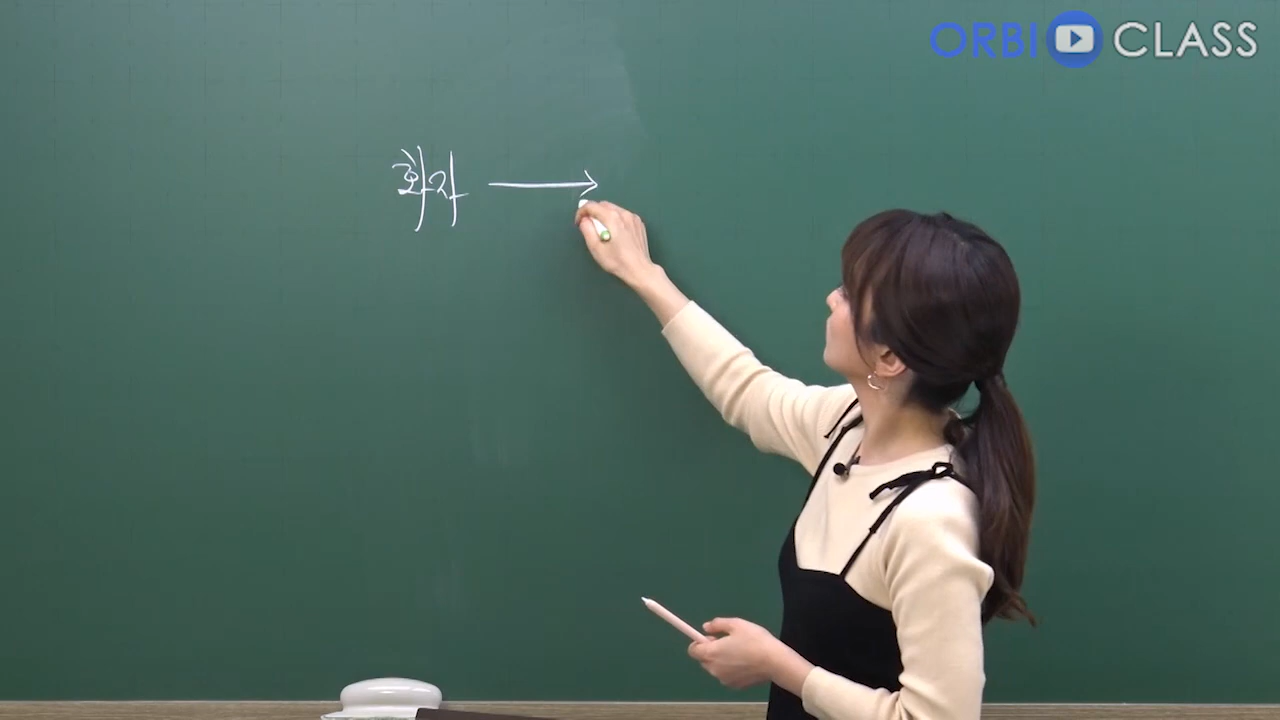 ORBI CLASS
화자 →